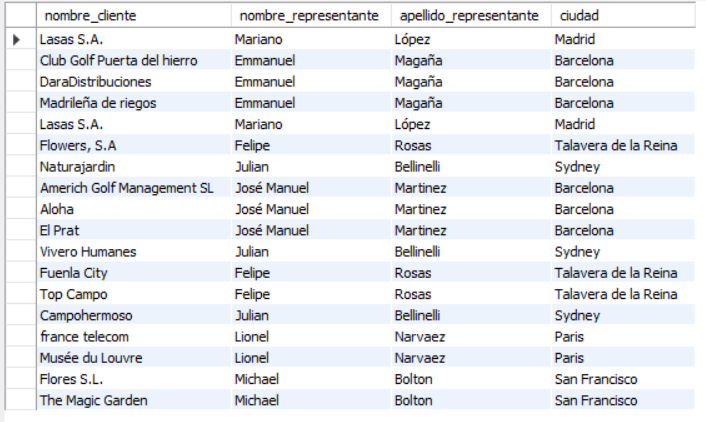 nombre_cliente nombre_representante apellido_representante ciudad
Lasas S.A. Mariano López Madrid
Club Golf Puerta del hierro Emmanuel Magaña Barcelona
DaraDistribuciones Emmanuel Magaña Barcelona
Madrileña de riegos Emmanuel Magaña Barcelona
Lasas S.A. Mariano López Madrid
Flowers, S.A Felipe Rosas Talavera de la Reina
Naturajardin Julian Bellinelli Sydney
Americh Golf Management SL José Manuel Martinez Barcelona
Aloha José Manuel Martinez Barcelona
El Prat José Manuel Martinez Barcelona
Vivero Humanes Julian Bellinelli Sydney
Fuenla City Felipe Rosas Talavera de la Reina
Top Campo Felipe Rosas Talavera de la Reina
Campohermoso Julian Bellinelli Sydney
france telecom Lionel Narvaez Paris
Musée du Louvre Lionel Narvaez Paris
Flores S.L. Michael Bolton San Francisco
The Magic Garden Michael Bolton San Francisco